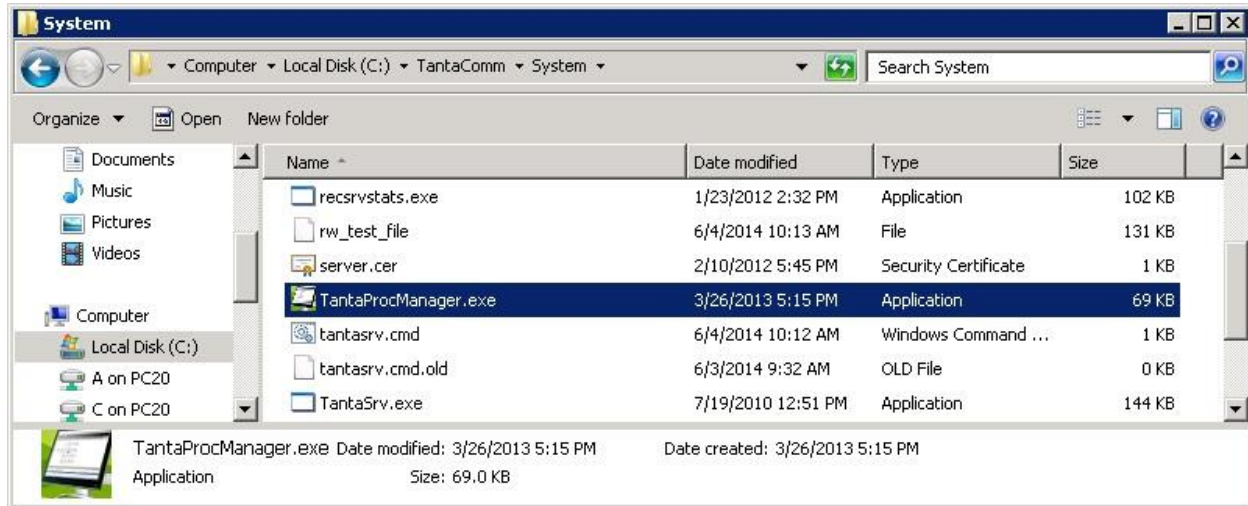 System
Computer Local Disk (C:) TantaComm System Search System
Organize Open New folder
Documents Name Date modified Type Size
Music recsrvstats.exe 1/23/2012 2:32 PM Application 102 KB
Pictures rw_test_file 6/4/2014 10:13 AM File 131 KB
Videos server.cer 2/10/2012 5:45 PM Security Certificate 1 KB
Computer TantaProcManager.exe 3/26/2013 5:15 PM Application 69 KB
Local Disk (C:) tantasrv.cmd 6/4/2014 10:12 AM Windows Command ... 1 KB
A on PC20 tantasrv.cmd.old 6/3/2014 9:32 AM OLD File 0 KB
C on PC20 TantaSrv.exe 7/19/2010 12:51 PM Application 144 KB
TantaProcManager.exe Date modified: 3/26/2013 5:15 PM Date created: 3/26/2013 5:15 PM
Application Size: 69.0 KB